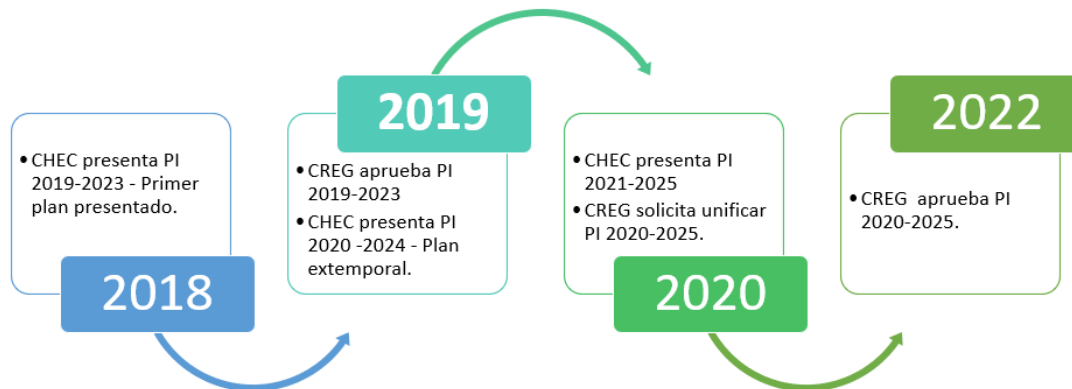 • CHEC presenta PI
2019-2023 - Primer
plan presentado.
2018
2019
• CREG aprueba PI
2019-2023
• CHEC presenta PI
2020 -2024 - Plan
extemporal.
• CHEC presenta PI
2021-2025
• CREG solicita unificar
PI 2020-2025.
2020
2022
• CREG aprueba PI
2020-2025.